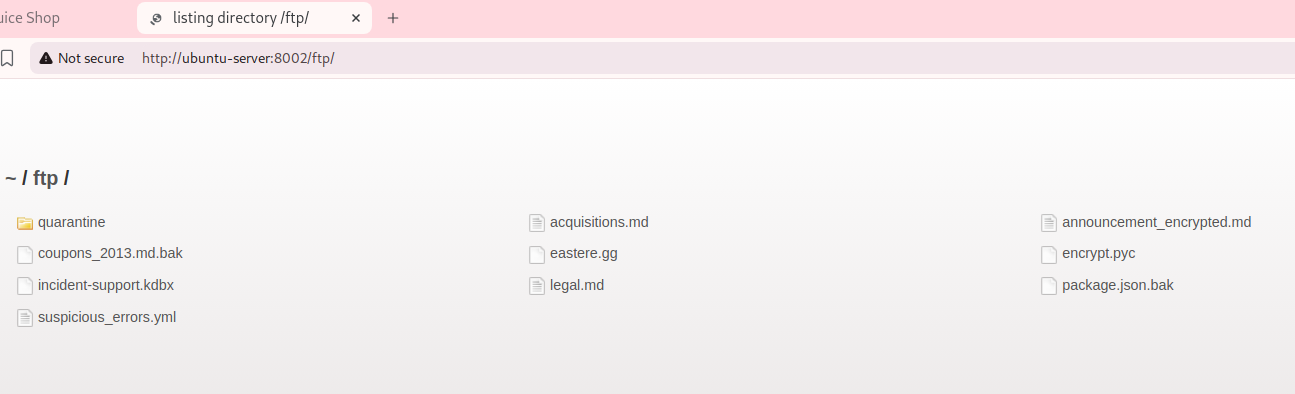 uice Shop
listing directory /ftp/
Not secure http://ubuntu-server:8002/ftp/
~ / ftp /
quarantine acquisitions.md announcement_encrypted.md
coupons_2013.md.bak eastere.gg encrypt.pyc
incident-support.kdbx legal.md package.json.bak
suspicious_errors.yml